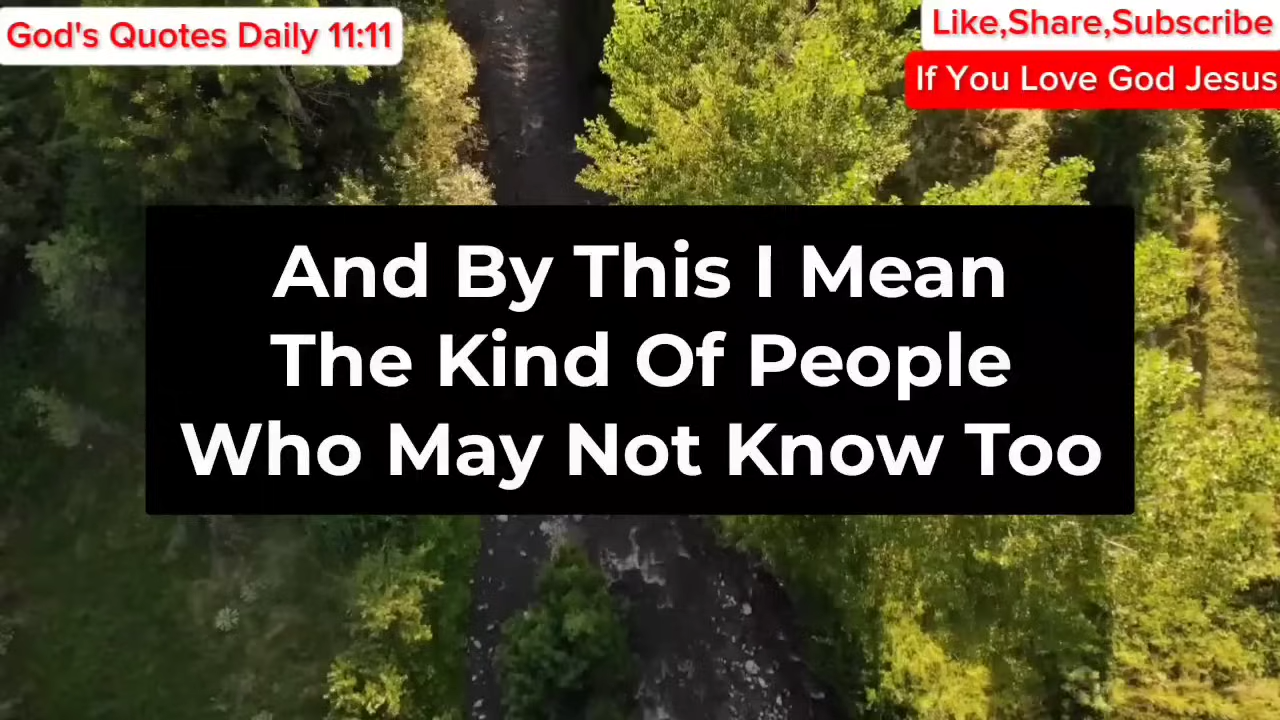 God's Quotes Daily 11:11
Like,Share,Subscribe
If You Love God Jesus
And By This I Mean
The Kind Of People
Who May Not Know Too